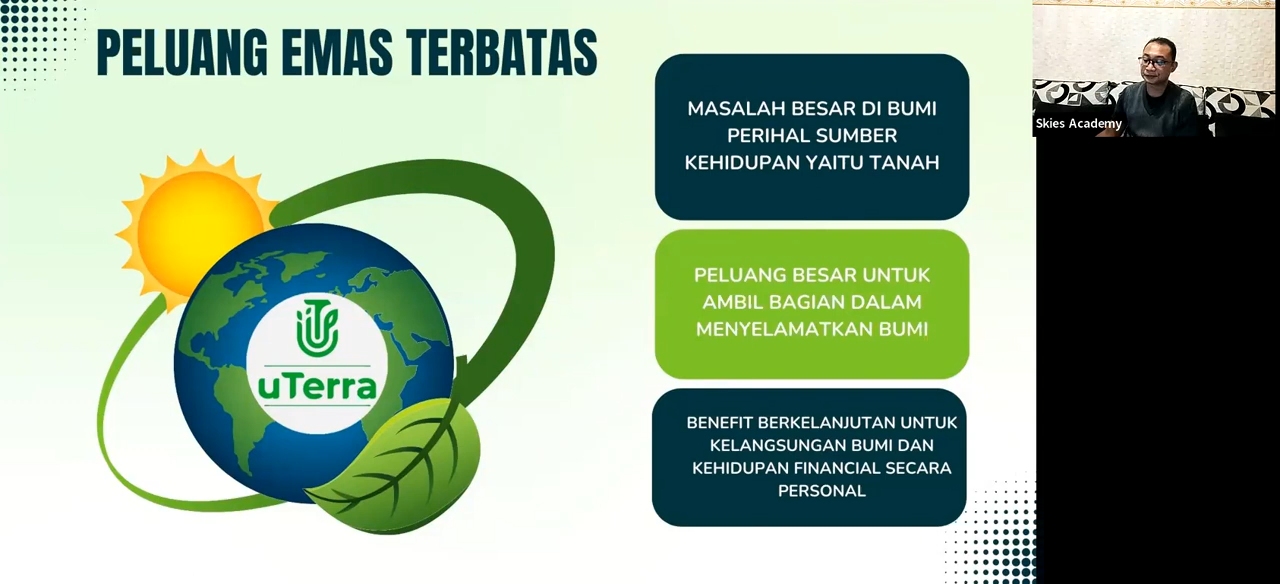 PELUANG EMAS TERBATAS
MASALAH BESAR DI BUMI
PERIHAL SUMBER
KEHIDUPAN YAITU TANAH
PELUANG BESAR UNTUK
AMBIL BAGIAN DALAM
MENYELAMATKAN BUMI
BENEFIT BERKELANJUTAN UNTUK
KELANGSUNGAN BUMI DAN
KEHIDUPAN FINANCIAL SECARA
PERSONAL
uTerra
Skies Academy